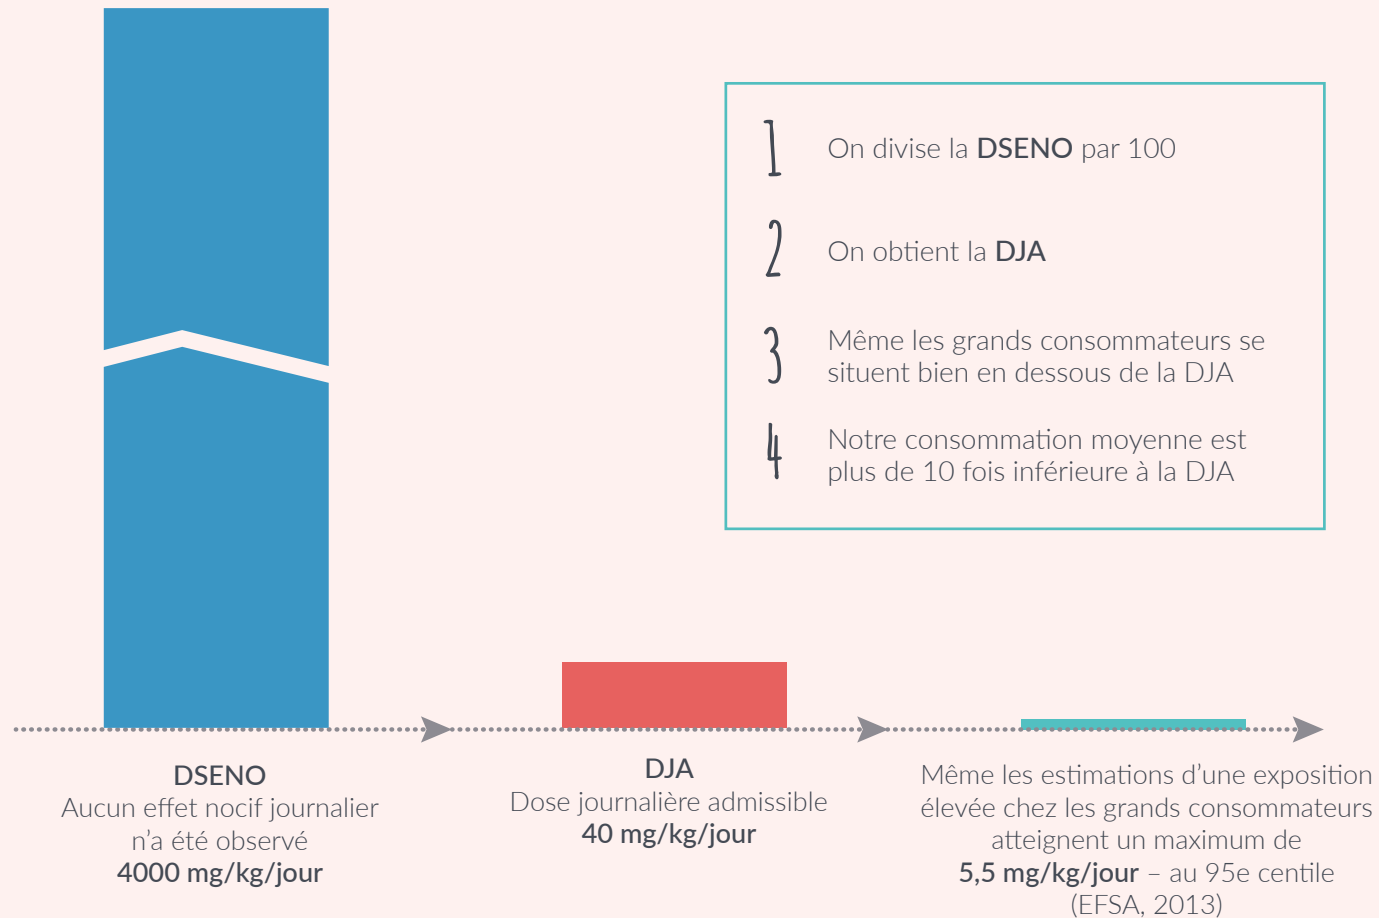 1 On divise la DSENO par 100
2 On obtient la DJA
3 Même les grands consommateurs se
situent bien en dessous de la DJA
4 Notre consommation moyenne est
plus de 10 fois inférieure à la DJA
DSENO
Aucun effet nocif journalier
n’a été observé
4000 mg/kg/jour
DJA
Dose journalière admissible
40 mg/kg/jour
Même les estimations d’une exposition
élevée chez les grands consommateurs
atteignent un maximum de
5,5 mg/kg/jour – au 95e centile
(EFSA, 2013)